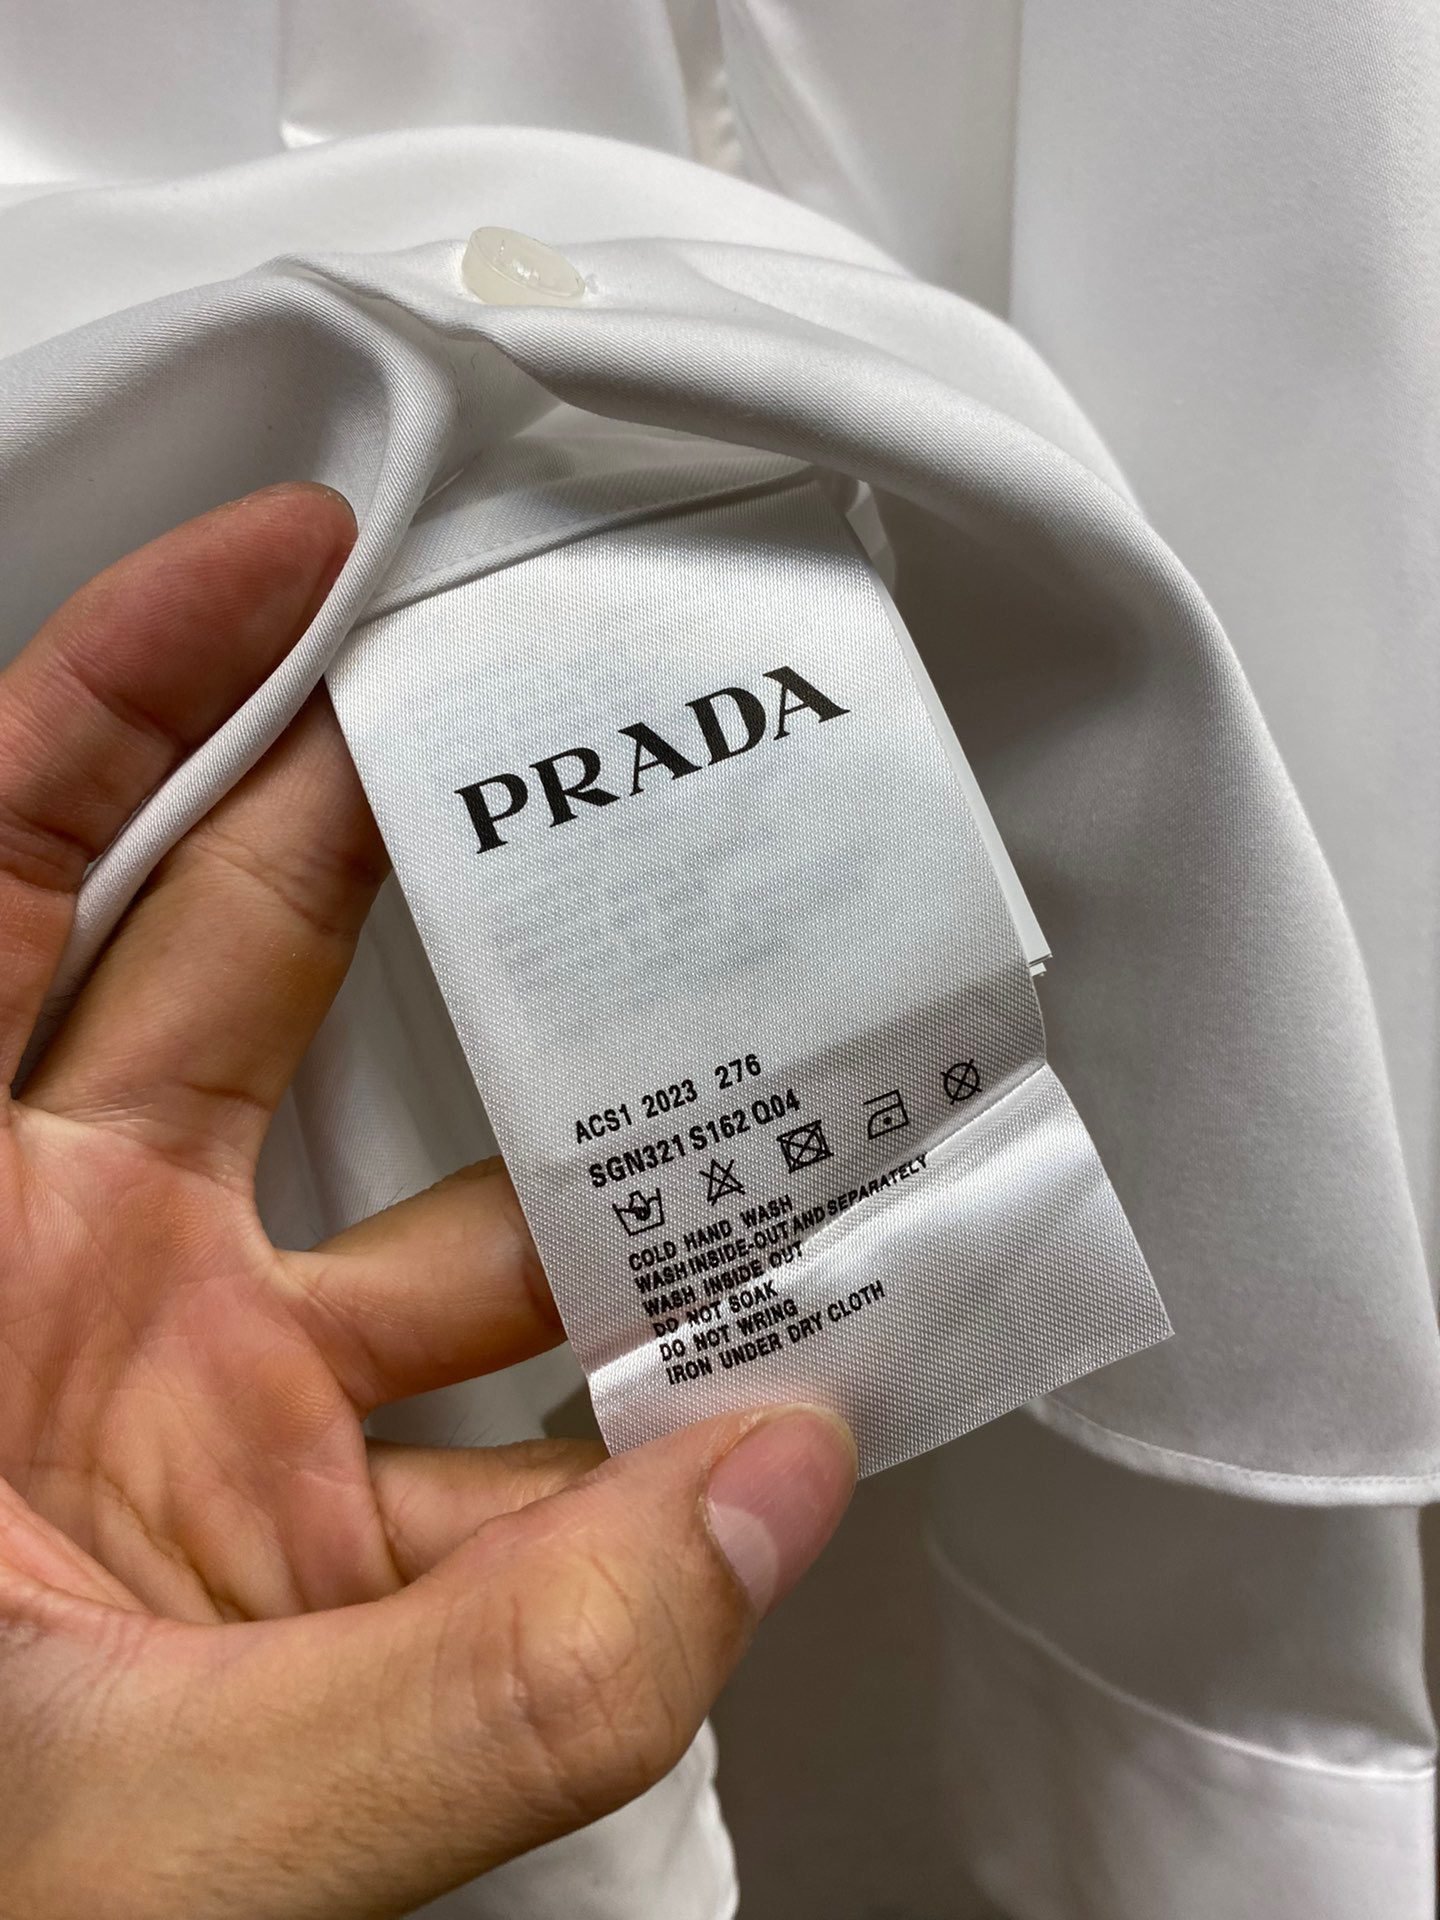 PRADA
ACS1 2023 276
SGN321 S162 Q04
COLD HAND WASH
WASH INSIDE-OUT AND SEPARATELY
WASH INSIDE OUT
DO NOT SOAK
DO NOT WRING
IRON UNDER DRY CLOTH